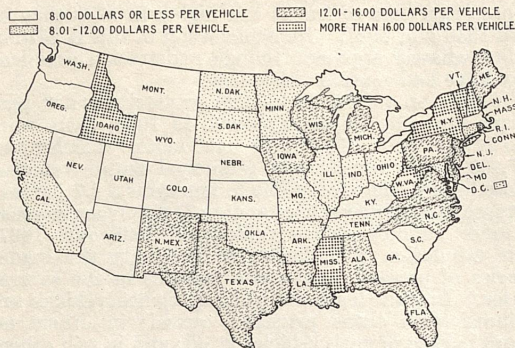 8.00 DOLLARS OR LESS PER VEHICLE
8.01 - 12.00 DOLLARS PER VEHICLE
12.01 - 16.00 DOLLARS PER VEHICLE
MORE THAN 16.00 DOLLARS PER VEHICLE
WASH.
OREG.
CAL.
NEV.
IDAHO
MONT.
WYO.
UTAH
COLO.
ARIZ.
N.MEX.
N.DAK.
S.DAK.
NEBR.
KANS.
OKLA.
TEXAS
MINN.
IOWA
MO.
ARK.
LA.
WIS.
ILL.
MICH.
IND.
OHIO
KY.
TENN.
MISS.
ALA.
GA.
FLA.
S.C.
N.C.
VA.
W.VA.
PA.
N.Y.
VT.
ME.
N.H.
MASS.
R.I.
CONN.
N.J.
DEL.
MD
D.C.